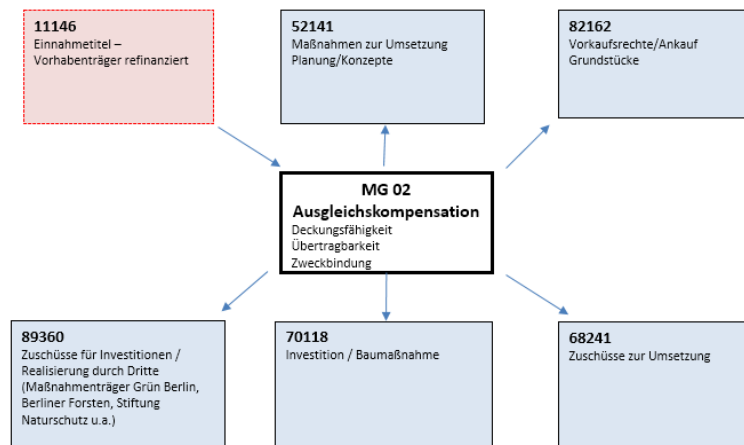 11146
Einnahmetitel –
Vorhabenträger refinanziert
52141
Maßnahmen zur Umsetzung
Planung/Konzepte
82162
Vorkaufsrechte/Ankauf
Grundstücke
MG 02
Ausgleichskompensation
Deckungsfähigkeit
Übertragbarkeit
Zweckbindung
89360
Zuschüsse für Investitionen /
Realisierung durch Dritte
(Maßnahmenträger Grün Berlin,
Berliner Forsten, Stiftung
Naturschutz u.a.)
70118
Investition / Baumaßnahme
68241
Zuschüsse zur Umsetzung